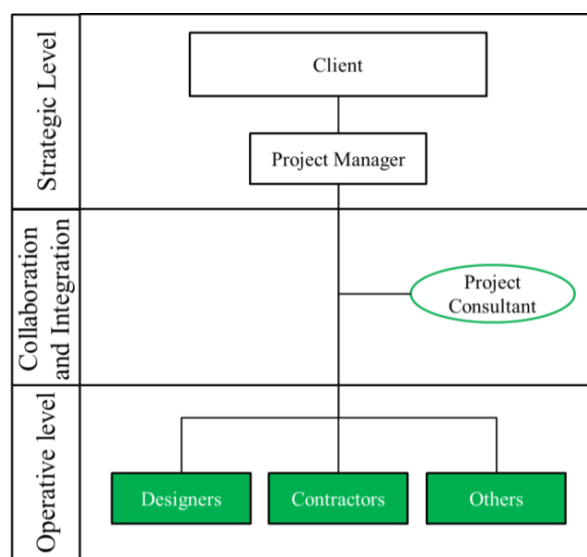 Strategic Level
Client
Project Manager
Collaboration
and Integration
Project
Consultant
Operative level
Designers
Contractors
Others